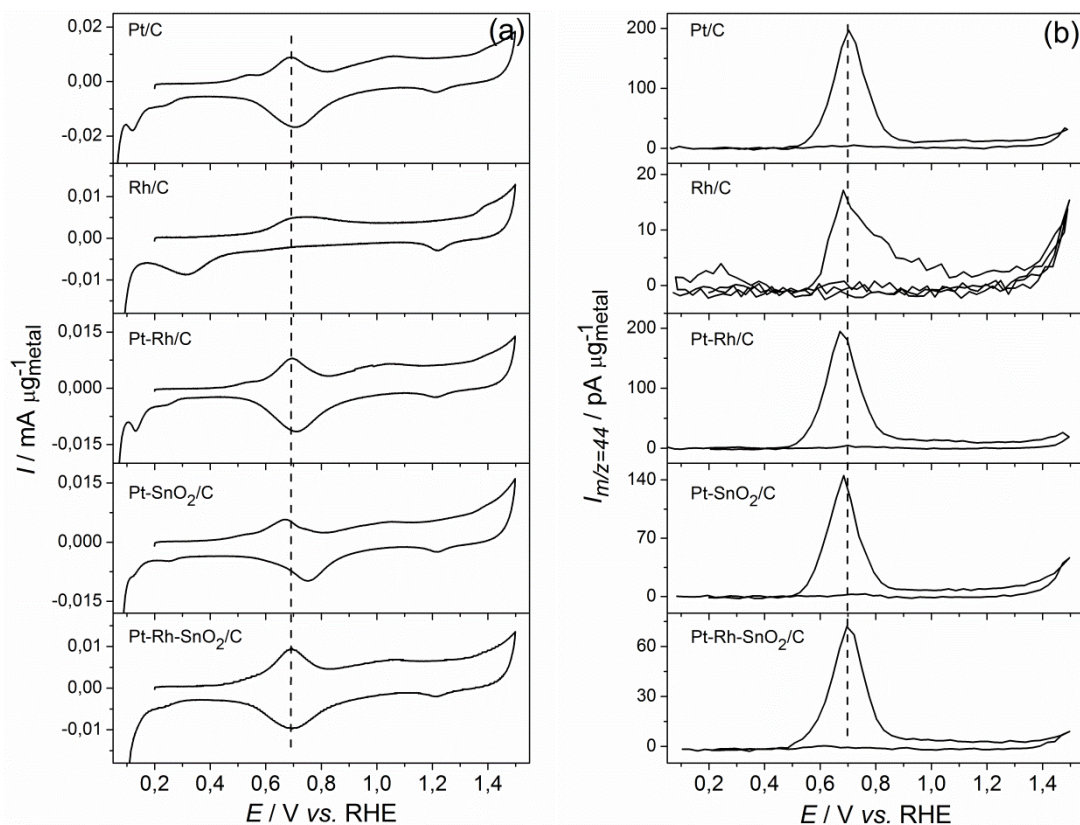 (a)
Pt/C
0,02
0,00
-0,02
Rh/C
0,01
0,00
-0,01
Pt-Rh/C
0,015
0,000
-0,015
Pt-SnO₂/C
0,015
0,000
-0,015
Pt-Rh-SnO₂/C
0,01
0,00
-0,01
0,2 0,4 0,6 0,8 1,0 1,2 1,4
I / mA µg⁻¹metal
E / V vs. RHE
(b)
Pt/C
200
100
0
Rh/C
20
10
0
Pt-Rh/C
200
100
0
Pt-SnO₂/C
140
70
0
Pt-Rh-SnO₂/C
60
30
0
0,2 0,4 0,6 0,8 1,0 1,2 1,4
I m/z=44 / pA µg⁻¹metal
E / V vs. RHE